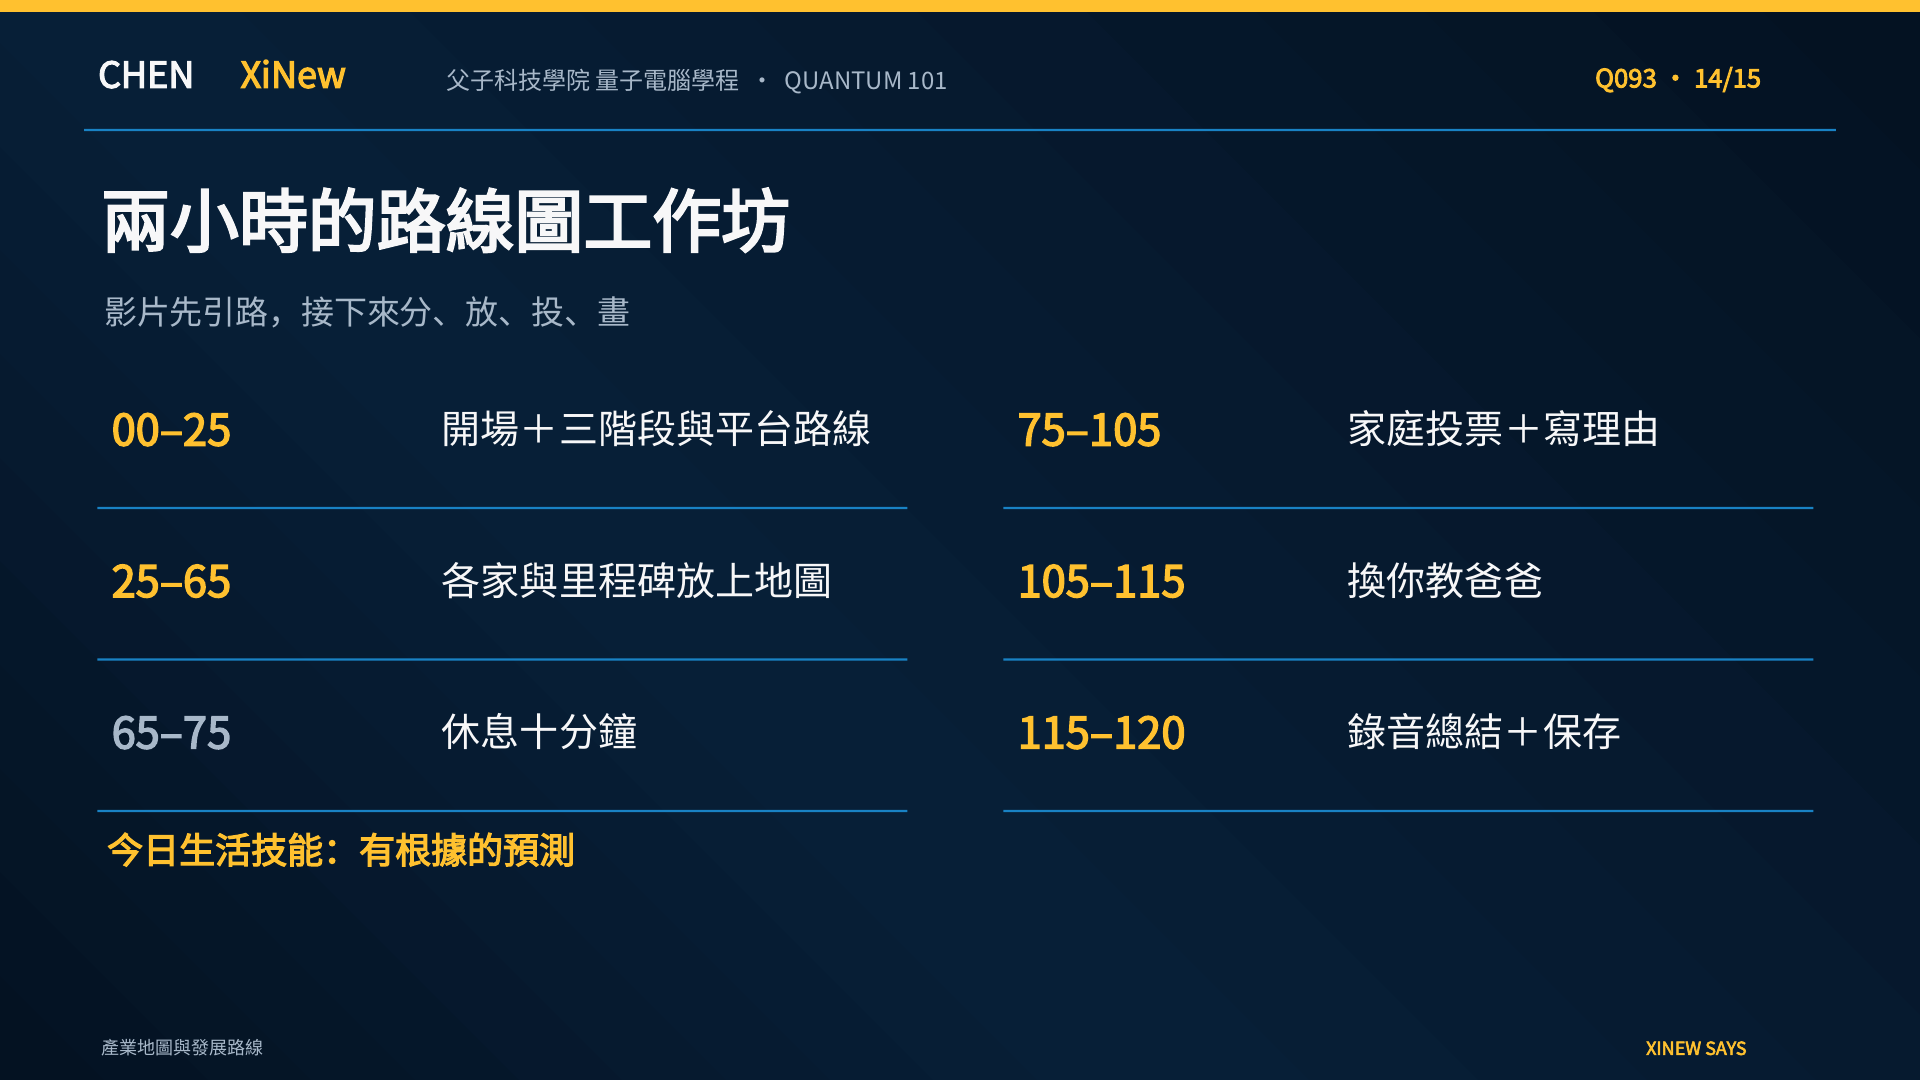 CHEN XiNew 父子科技學院 量子電腦學程 · QUANTUM 101 Q093 · 14/15
兩小時的路線圖工作坊
影片先引路，接下來分、放、投、畫
00–25 開場＋三階段與平台路線
25–65 各家與里程碑放上地圖
65–75 休息十分鐘
75–105 家庭投票＋寫理由
105–115 換你教爸爸
115–120 錄音總結＋保存
今日生活技能：有根據的預測
產業地圖與發展路線 XINEW SAYS